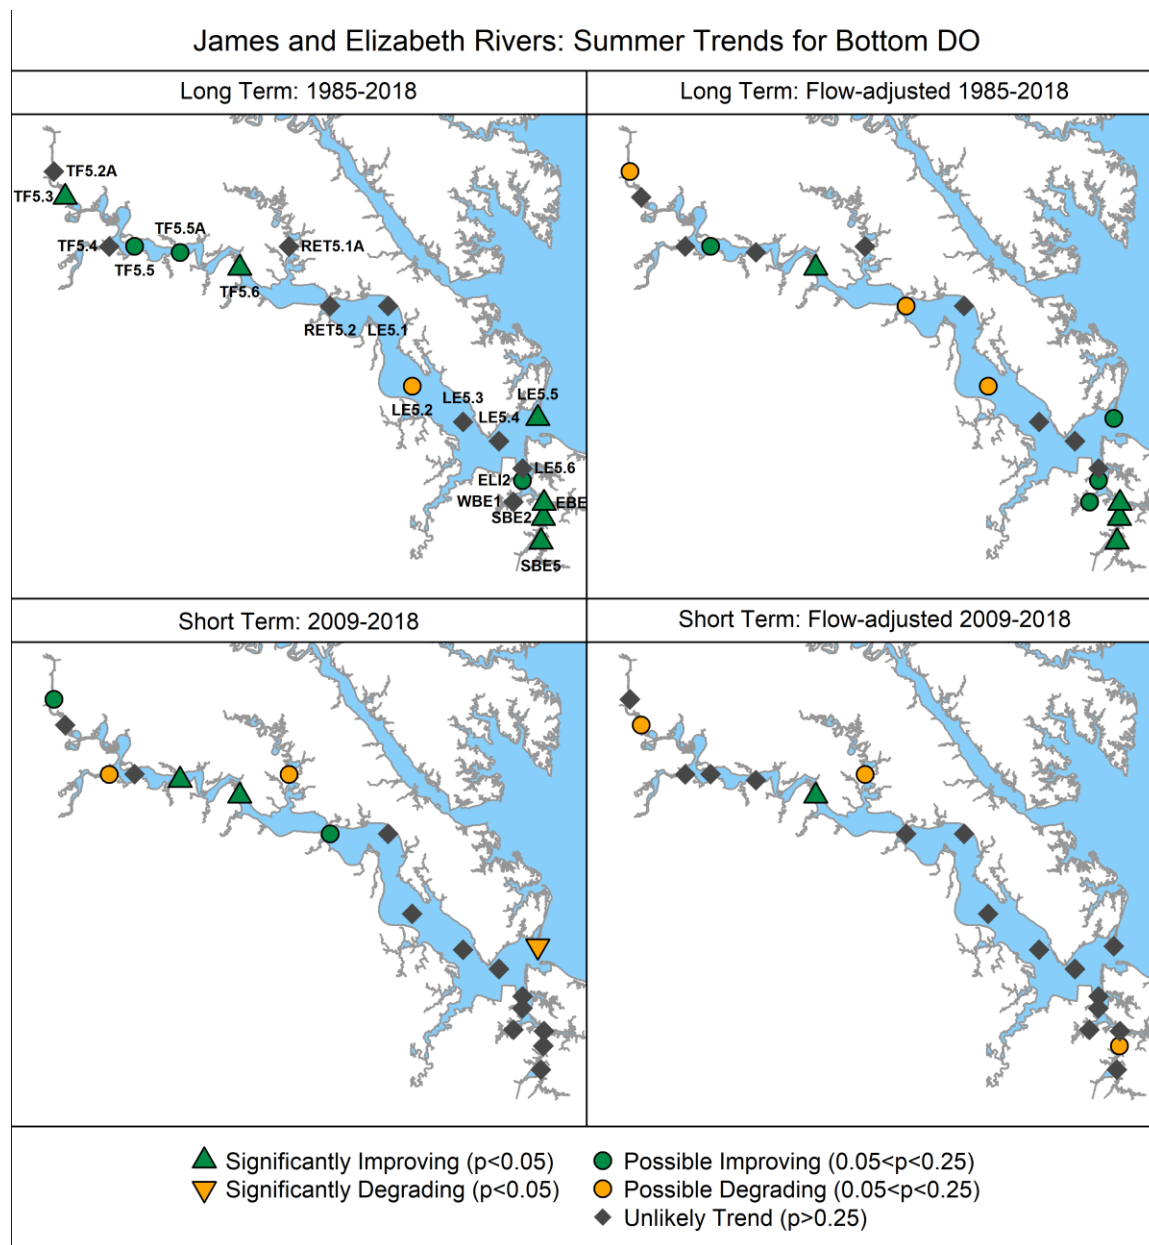 James and Elizabeth Rivers: Summer Trends for Bottom DO
Long Term: 1985-2018
Long Term: Flow-adjusted 1985-2018
TF5.2A
TF5.3
TF5.5A
TF5.4
RET5.1A
TF5.5
TF5.6
RET5.2
LE5.1
LE5.5
LE5.3
LE5.2
LE5.4
LE5.6
ELI2
WBE1
EBE
SBE2
SBE5
Short Term: 2009-2018
Short Term: Flow-adjusted 2009-2018
Significantly Improving (p<0.05)
Possible Improving (0.05<p<0.25)
Significantly Degrading (p<0.05)
Possible Degrading (0.05<p<0.25)
Unlikely Trend (p>0.25)